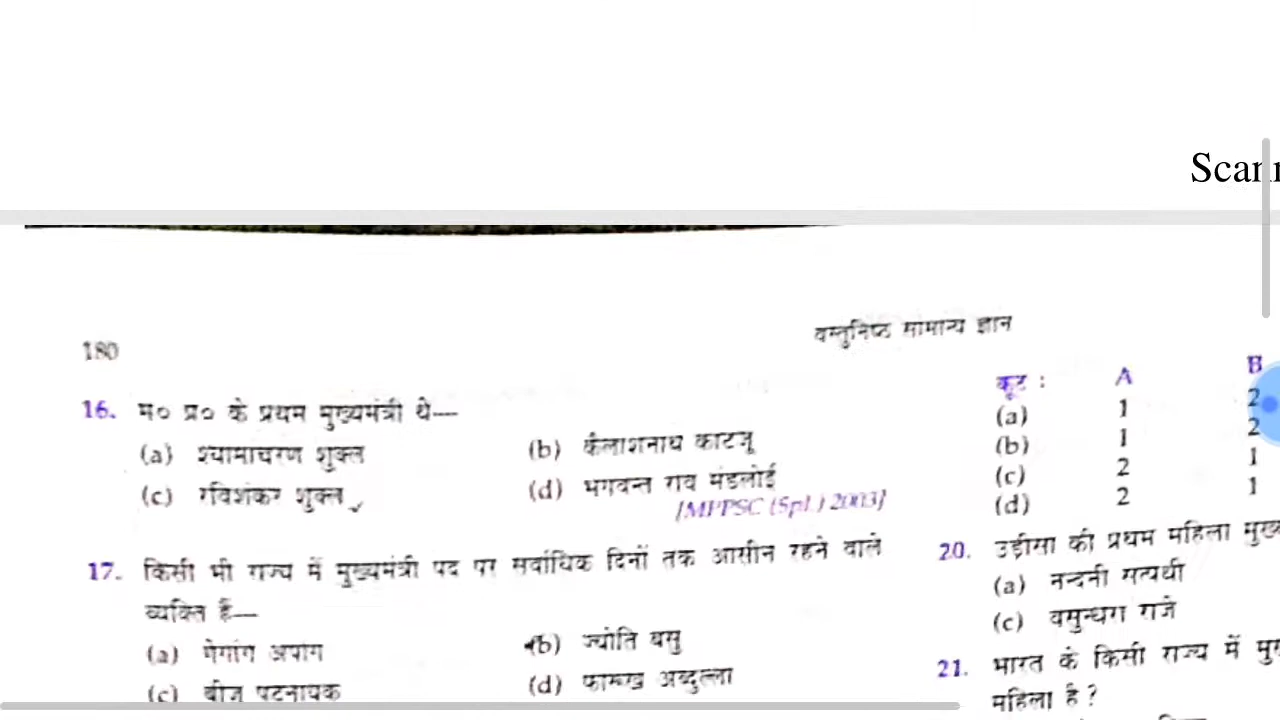 Scann
180
वस्तुनिष्ठ सामान्य ज्ञान
16. म० प्र० के प्रथम मुख्यमंत्री थे—
(a) श्यामाचरण शुक्ल (b) कैलाशनाथ काटजू
(c) रविशंकर शुक्ल (d) भगवन्त राव मंडलोई
[MPPSC (Spl.) 2003]
17. किसी भी राज्य में मुख्यमंत्री पद पर सर्वाधिक दिनों तक आसीन रहने वाले
व्यक्ति हैं—
(a) गेगांग अपांग (b) ज्योति बसु
(c) बीजू पटनायक (d) फारूख अब्दुल्ला
कूट : A B
(a) 1 2
(b) 1 2
(c) 2 1
(d) 2 1
20. उड़ीसा की प्रथम महिला मुख्य
(a) नन्दनी सत्पथी
(c) वसुन्धरा राजे
21. भारत के किसी राज्य में मु
महिला है ?